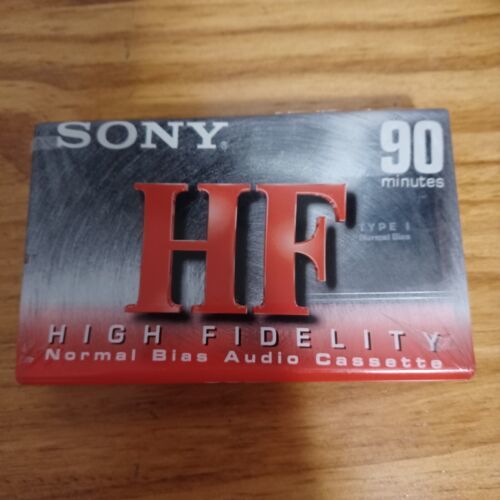 SONY®
90
minutes
HF
TYPE I
Normal Bias
HIGH FIDELITY
Normal Bias Audio Cassette